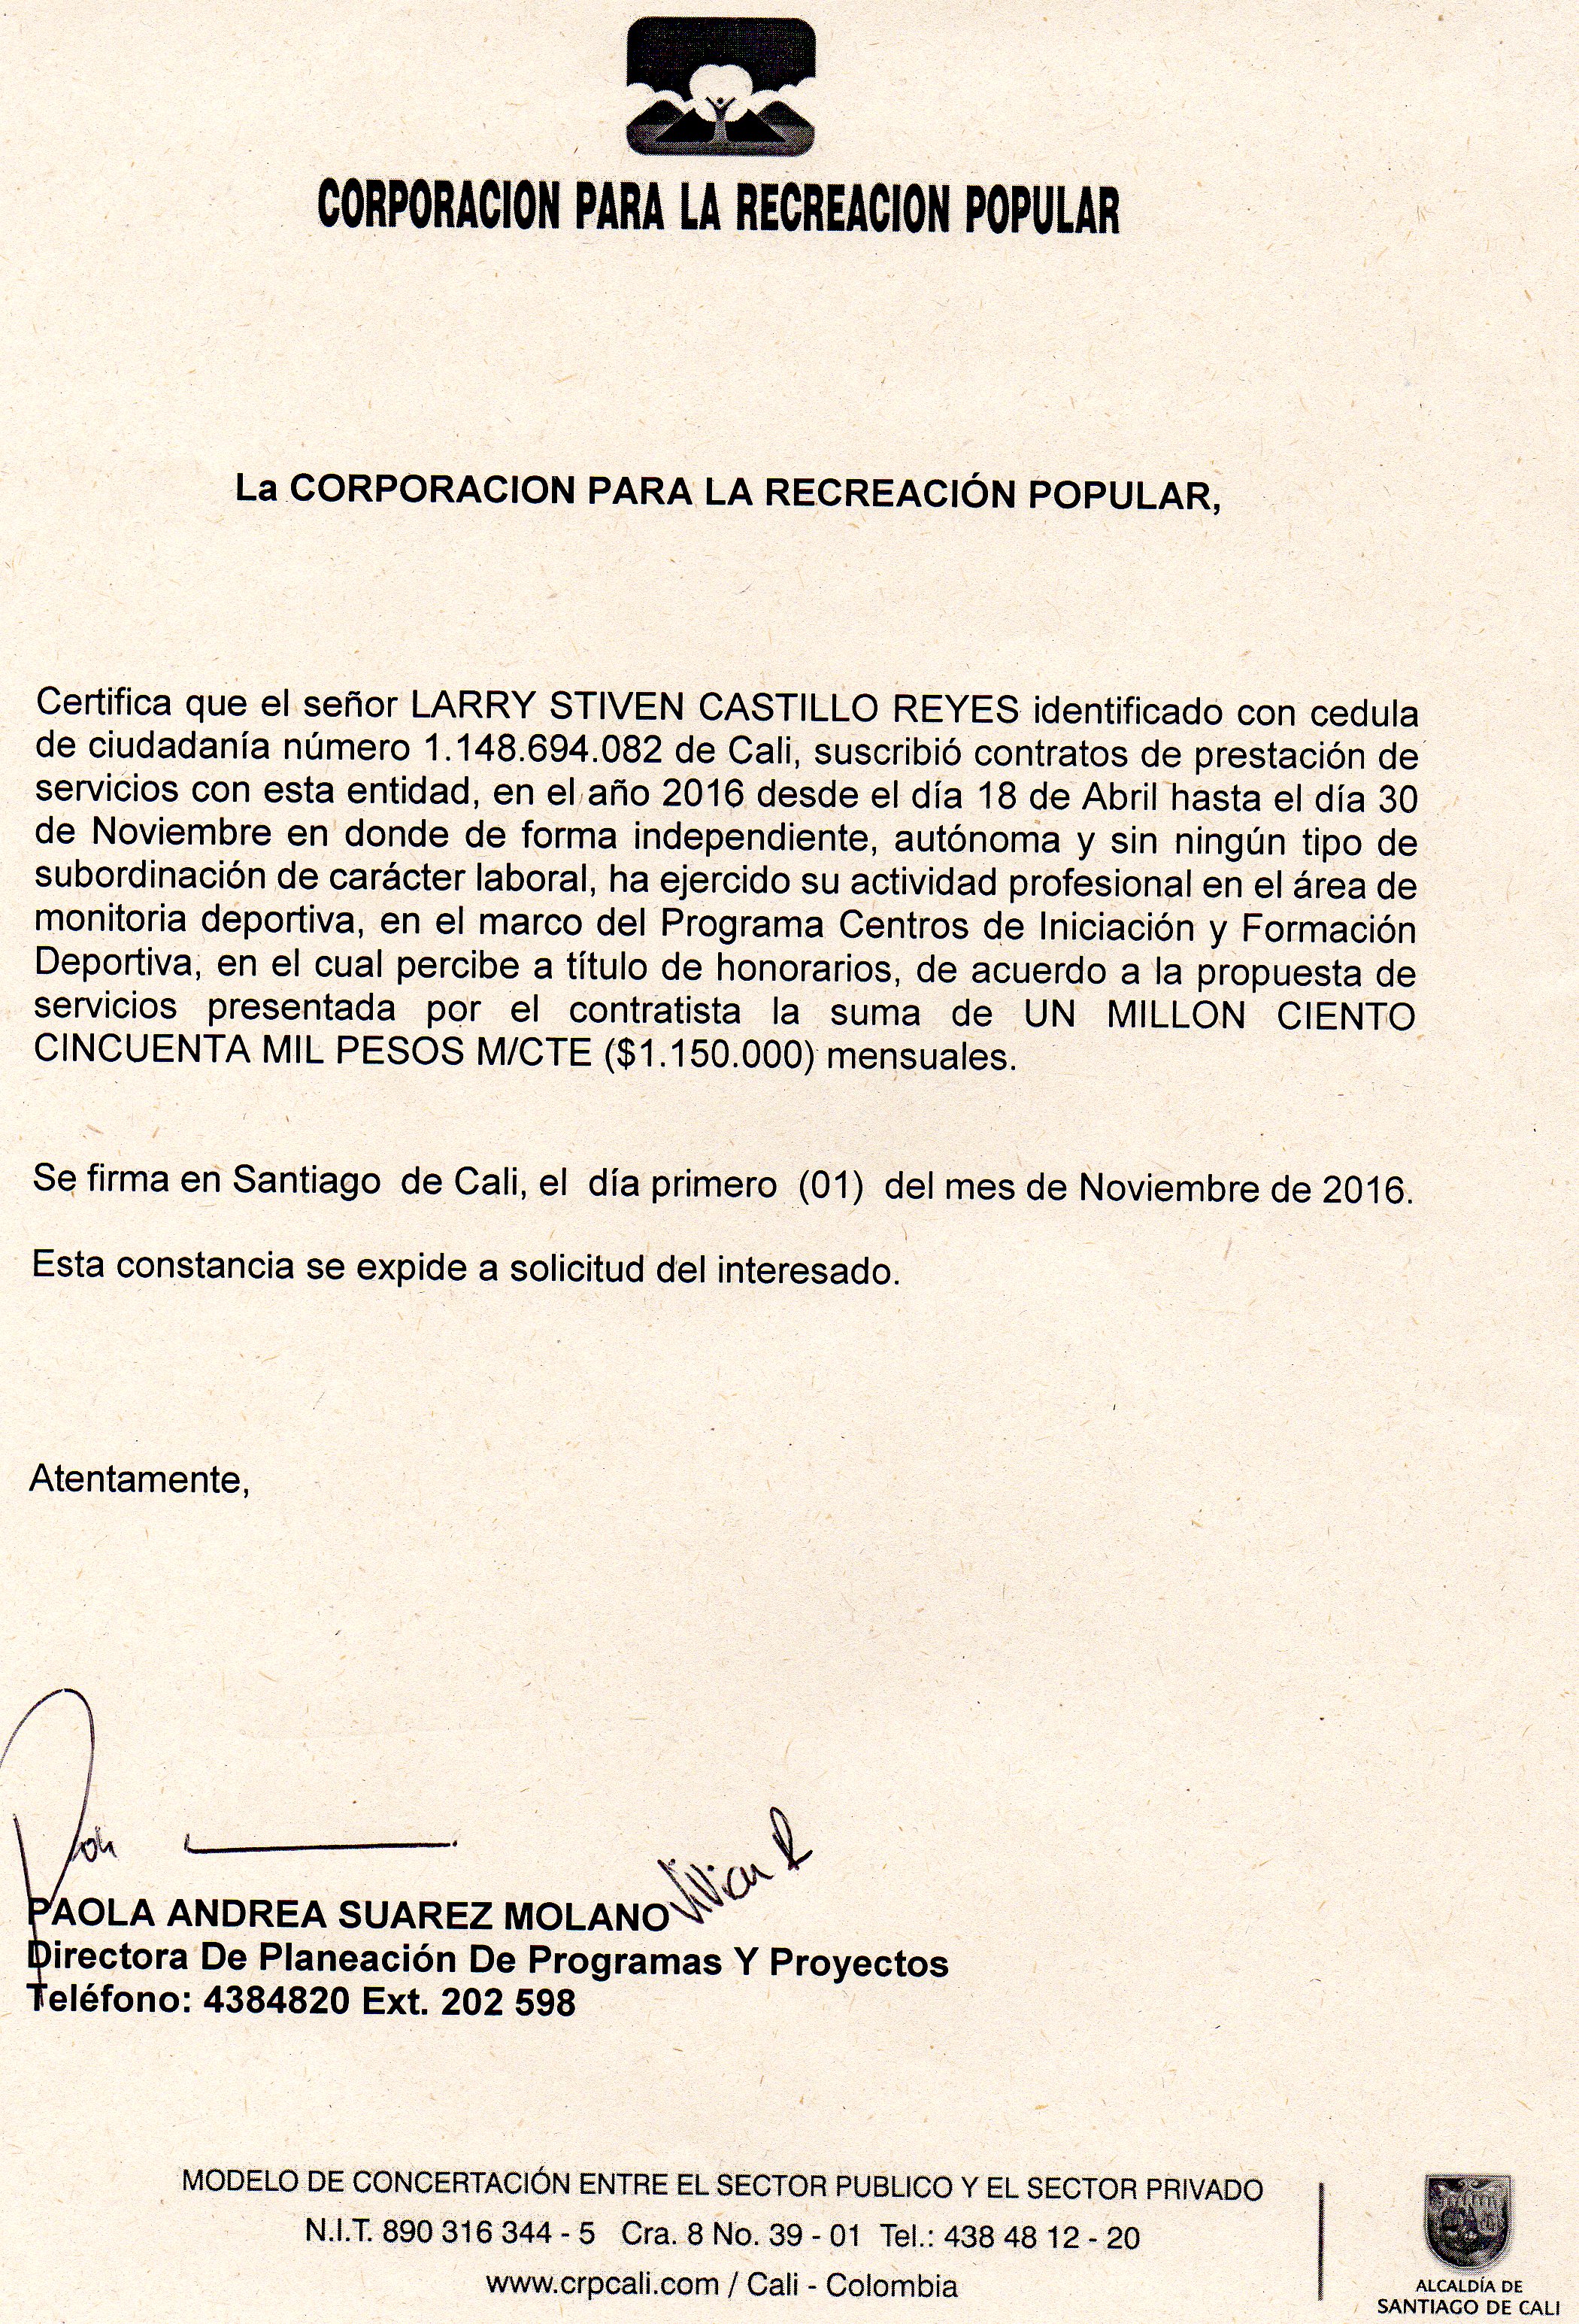 CORPORACION PARA LA RECREACION POPULAR
La CORPORACION PARA LA RECREACIÓN POPULAR,
Certifica que el señor LARRY STIVEN CASTILLO REYES identificado con cedula
de ciudadanía número 1.148.694.082 de Cali, suscribió contratos de prestación de
servicios con esta entidad, en el año 2016 desde el día 18 de Abril hasta el día 30
de Noviembre en donde de forma independiente, autónoma y sin ningún tipo de
subordinación de carácter laboral, ha ejercido su actividad profesional en el área de
monitoria deportiva, en el marco del Programa Centros de Iniciación y Formación
Deportiva, en el cual percibe a título de honorarios, de acuerdo a la propuesta de
servicios presentada por el contratista la suma de UN MILLON CIENTO
CINCUENTA MIL PESOS M/CTE ($1.150.000) mensuales.
Se firma en Santiago de Cali, el día primero (01) del mes de Noviembre de 2016.
Esta constancia se expide a solicitud del interesado.
Atentamente,
Vivian R
PAOLA ANDREA SUAREZ MOLANO
Directora De Planeación De Programas Y Proyectos
Teléfono: 4384820 Ext. 202 598
MODELO DE CONCERTACIÓN ENTRE EL SECTOR PUBLICO Y EL SECTOR PRIVADO
N.I.T. 890 316 344 - 5 Cra. 8 No. 39 - 01 Tel.: 438 48 12 - 20
www.crpcali.com / Cali - Colombia
ALCALDÍA DE
SANTIAGO DE CALI